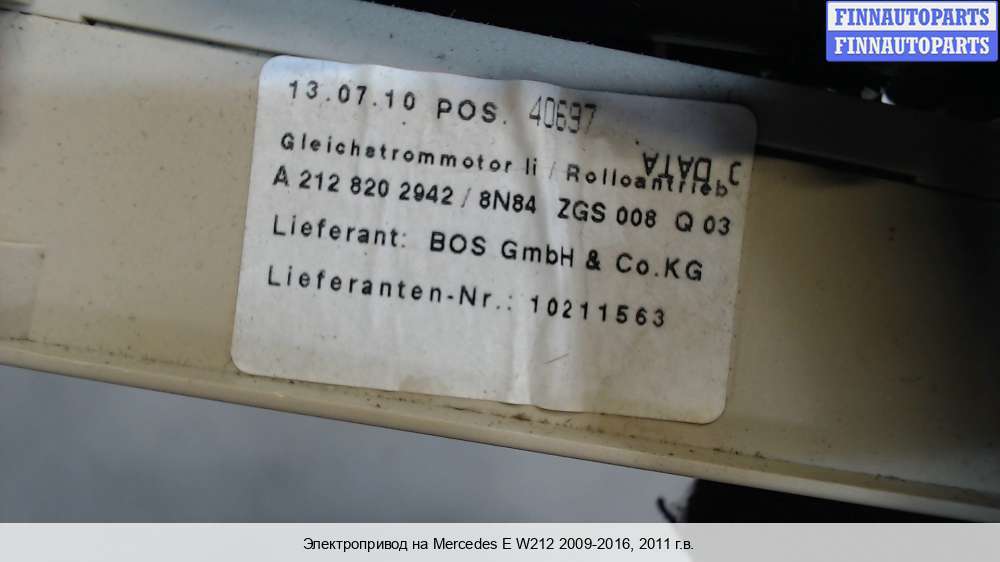 FINNAUTOPARTS
FINNAUTOPARTS
13.07.10 POS. 40697
J DATA
Gleichstrommotor li / Rolloantrieb
A 212 820 2942 / 8N84 ZGS 008 Q 03
Lieferant: BOS GmbH & Co.KG
Lieferanten-Nr.: 10211563
Электропривод на Mercedes E W212 2009-2016, 2011 г.в.